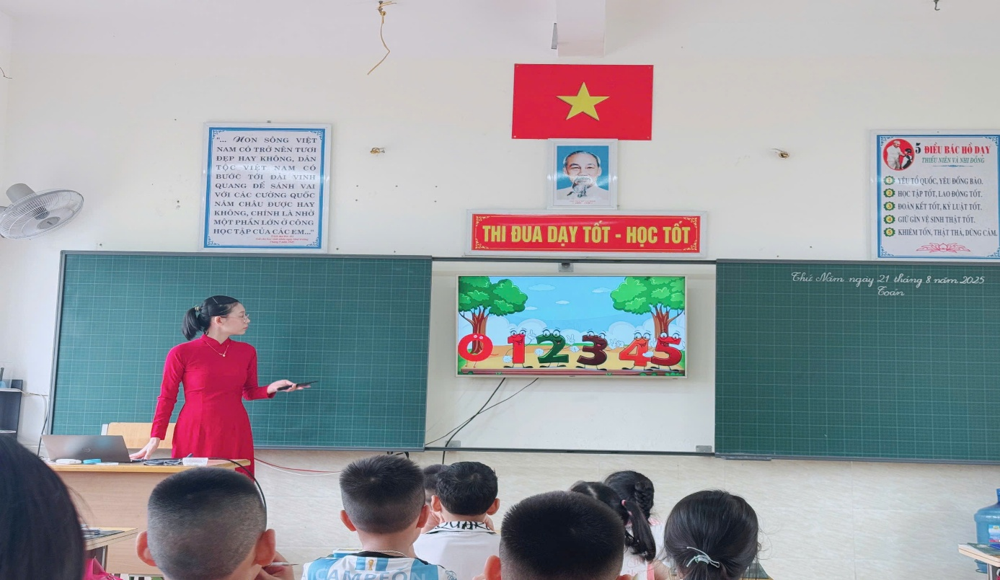 "... NON SÔNG VIỆT
NAM CÓ TRỞ NÊN TƯƠI
ĐẸP HAY KHÔNG, DÂN
TỘC VIỆT NAM CÓ
BƯỚC TỚI ĐÀI VINH
QUANG ĐỂ SÁNH VAI
VỚI CÁC CƯỜNG QUỐC
NĂM CHÂU ĐƯỢC HAY
KHÔNG, CHÍNH LÀ NHỜ
MỘT PHẦN LỚN Ở CÔNG
HỌC TẬP CỦA CÁC EM..."
THI ĐUA DẠY TỐT - HỌC TỐT
5 ĐIỀU BÁC HỒ DẠY
THIẾU NIÊN VÀ NHI ĐỒNG
1 YÊU TỔ QUỐC, YÊU ĐỒNG BÀO.
2 HỌC TẬP TỐT, LAO ĐỘNG TỐT.
3 ĐOÀN KẾT TỐT, KỶ LUẬT TỐT.
4 GIỮ GÌN VỆ SINH THẬT TỐT.
5 KHIÊM TỐN, THẬT THÀ, DŨNG CẢM.
0 1 2 3 4 5
Thứ Năm ngày 21 tháng 8 năm 2025
Toán
CAMPEON